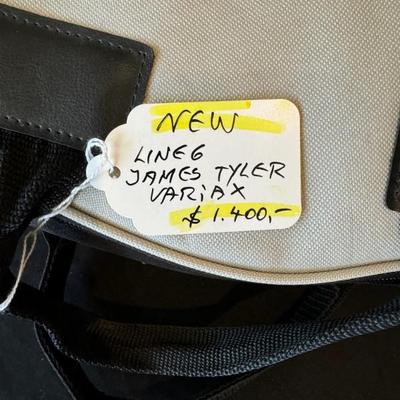 NEW
LINE6
JAMES TYLER
VARiAX
$ 1.400,-